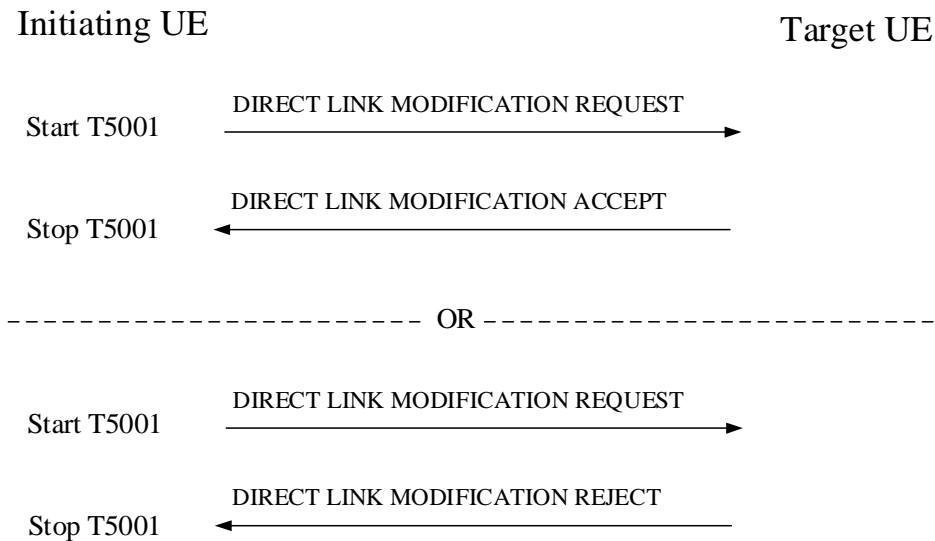 Initiating UE
Target UE
DIRECT LINK MODIFICATION REQUEST
Start T5001
DIRECT LINK MODIFICATION ACCEPT
Stop T5001
OR
DIRECT LINK MODIFICATION REQUEST
Start T5001
DIRECT LINK MODIFICATION REJECT
Stop T5001